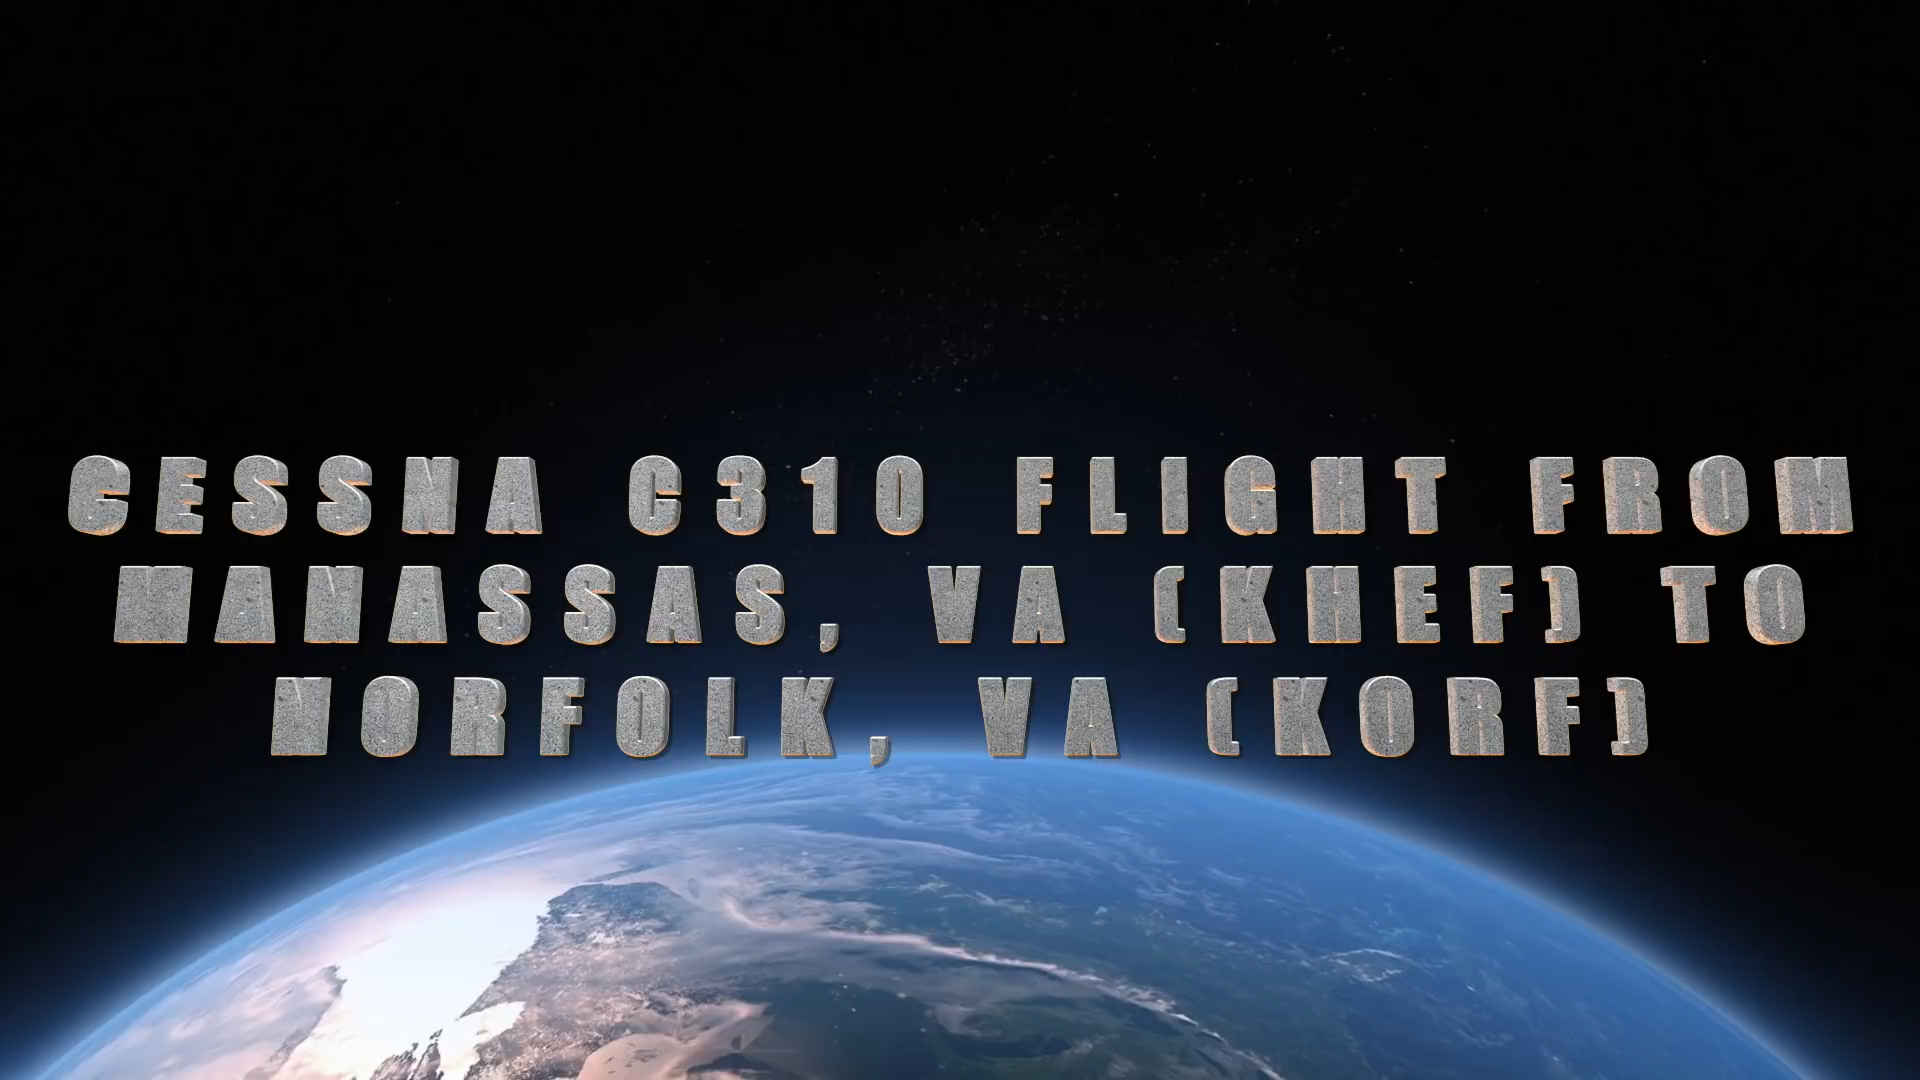 CESSNA C310 FLIGHT FROM
MANASSAS, VA (KHEF) TO
NORFOLK, VA (KORF)